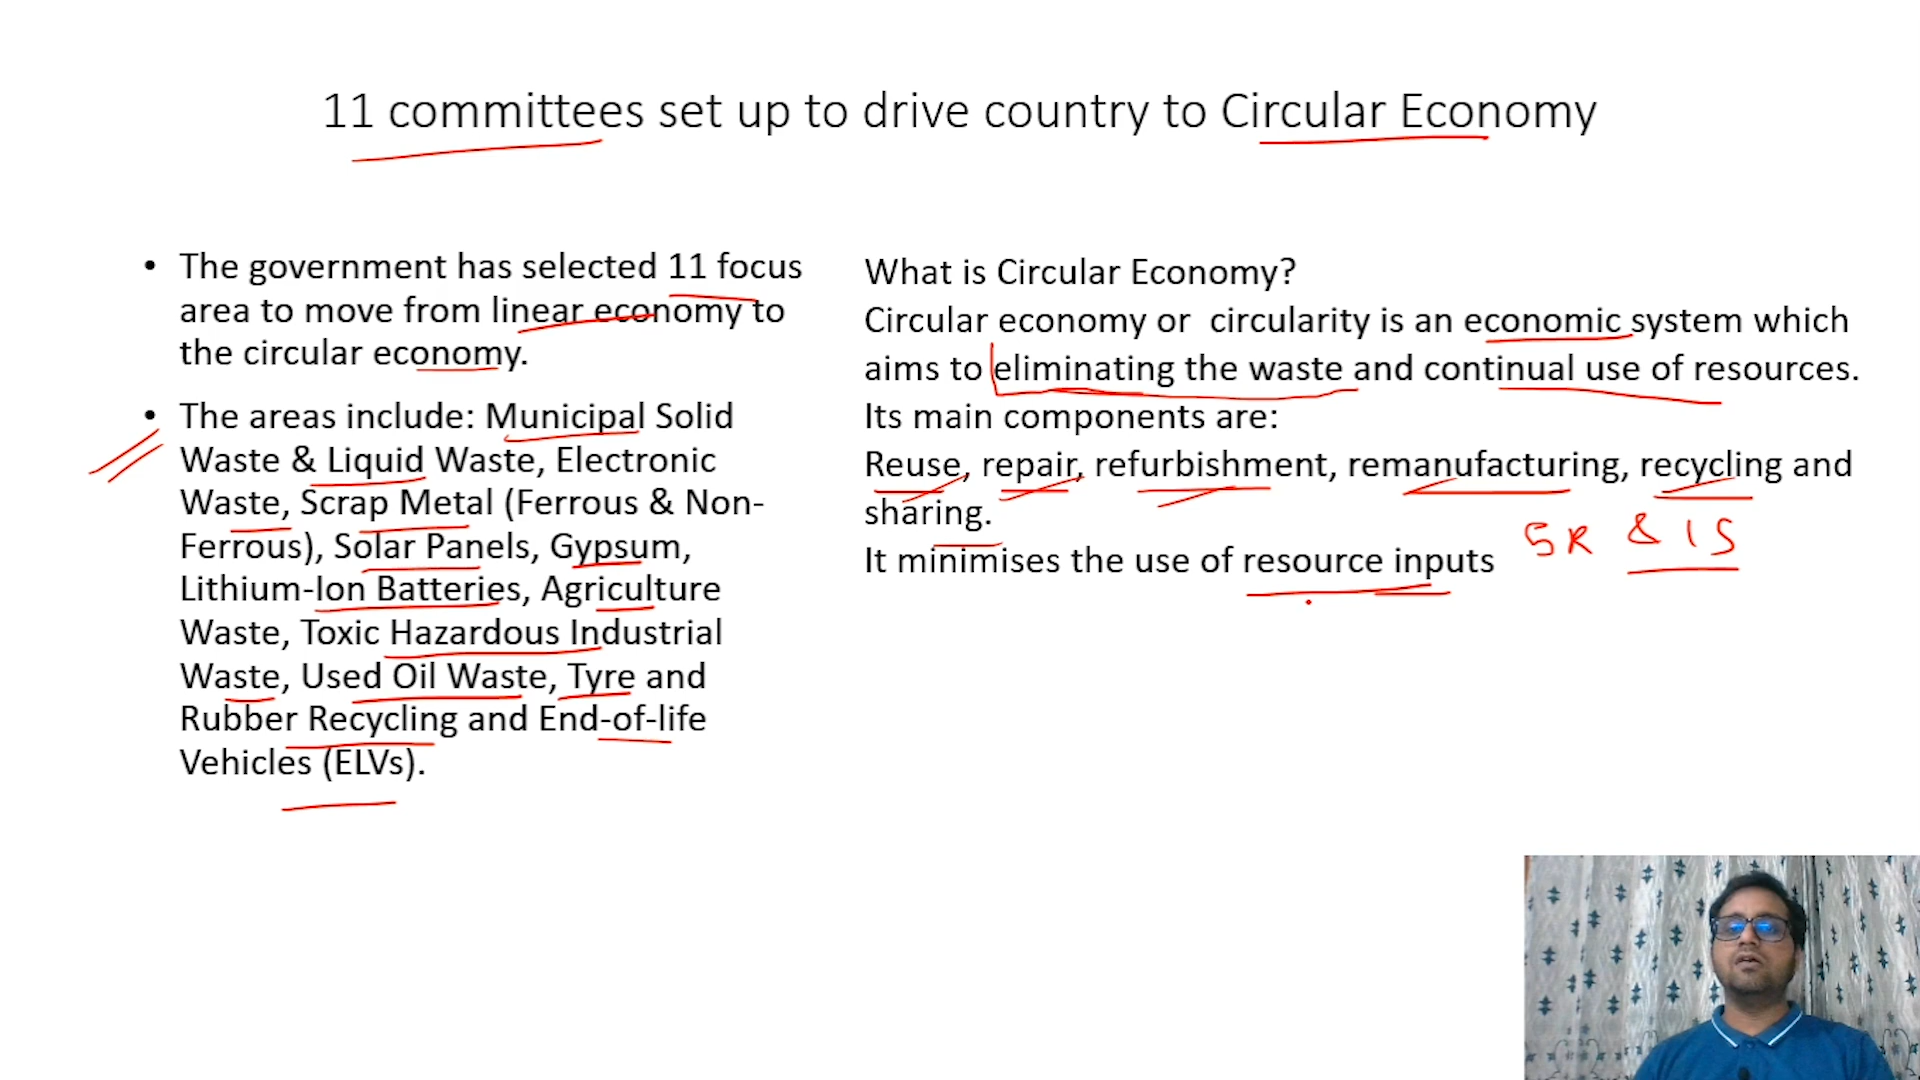 11 committees set up to drive country to Circular Economy
• The government has selected 11 focus
area to move from linear economy to
the circular economy.
• The areas include: Municipal Solid
Waste & Liquid Waste, Electronic
Waste, Scrap Metal (Ferrous & Non-
Ferrous), Solar Panels, Gypsum,
Lithium-Ion Batteries, Agriculture
Waste, Toxic Hazardous Industrial
Waste, Used Oil Waste, Tyre and
Rubber Recycling and End-of-life
Vehicles (ELVs).
What is Circular Economy?
Circular economy or circularity is an economic system which
aims to eliminating the waste and continual use of resources.
Its main components are:
Reuse, repair, refurbishment, remanufacturing, recycling and
sharing.
5R & 1S
It minimises the use of resource inputs